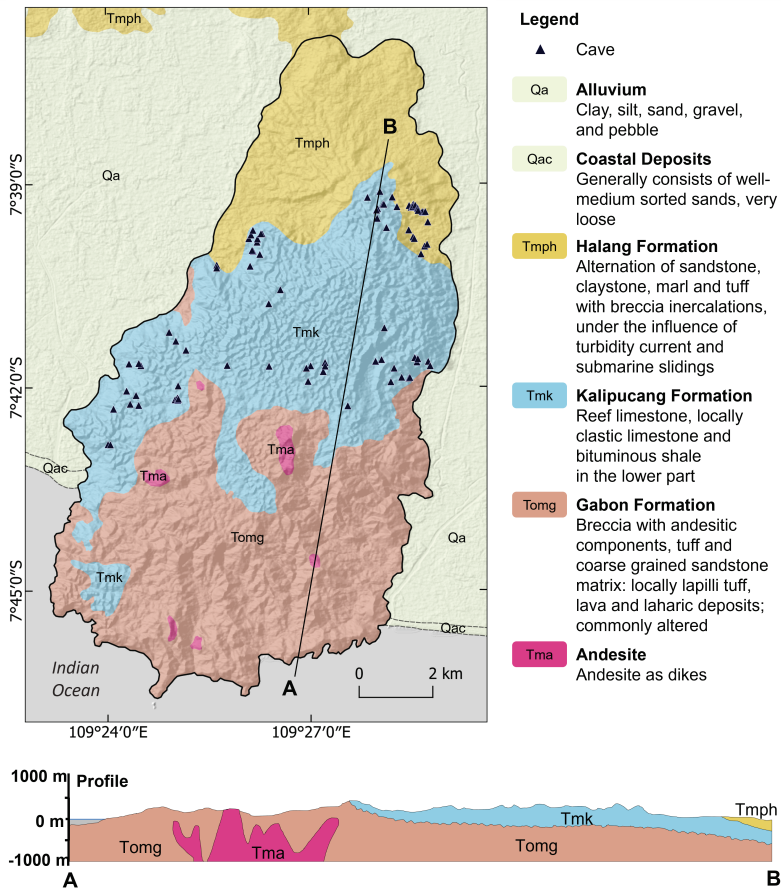 Tmph
B
Tmph
Qa
7°39'0"S
Tmk
7°42'0"S
Tma
Qac
Tma
Tomg
Qa
Tmk
7°45'0"S
Qac
Indian
Ocean
A
0 2 km
109°24'0"E 109°27'0"E
Legend
Cave
Qa Alluvium
Clay, silt, sand, gravel,
and pebble
Qac Coastal Deposits
Generally consists of well-
medium sorted sands, very
loose
Tmph Halang Formation
Alternation of sandstone,
claystone, marl and tuff
with breccia inercalations,
under the influence of
turbidity current and
submarine slidings
Tmk Kalipucang Formation
Reef limestone, locally
clastic limestone and
bituminous shale
in the lower part
Tomg Gabon Formation
Breccia with andesitic
components, tuff and
coarse grained sandstone
matrix: locally lapilli tuff,
lava and laharic deposits;
commonly altered
Tma Andesite
Andesite as dikes
1000 m Profile
0 m
-1000 m
Tmph
Tmk
Tomg
Tma
Tomg
A B